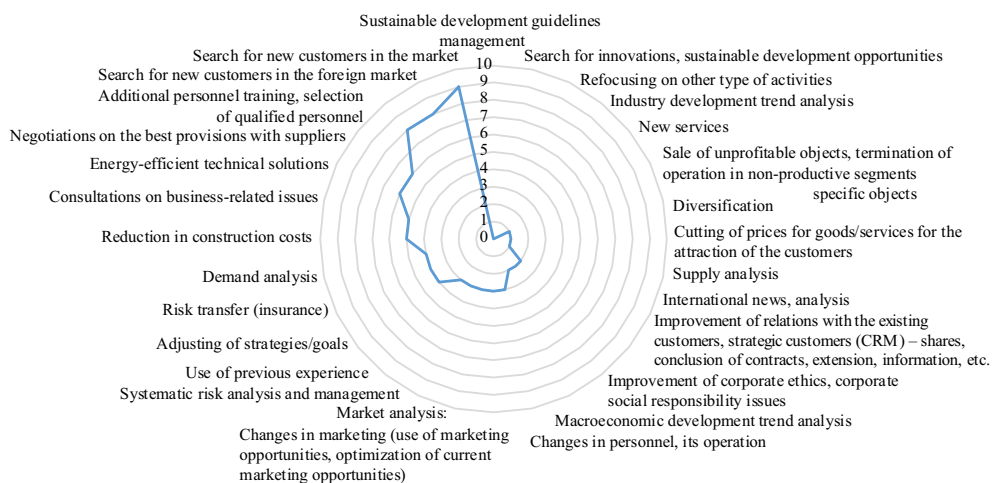 Sustainable development guidelines
management
Search for innovations, sustainable development opportunities
Refocusing on other type of activities
Industry development trend analysis
New services
Sale of unprofitable objects, termination of
operation in non-productive segments
specific objects
Diversification
Cutting of prices for goods/services for the
attraction of the customers
Supply analysis
International news, analysis
Improvement of relations with the existing
customers, strategic customers (CRM) – shares,
conclusion of contracts, extension, information, etc.
Improvement of corporate ethics, corporate
social responsibility issues
Macroeconomic development trend analysis
Changes in personnel, its operation
Changes in marketing (use of marketing
opportunities, optimization of current
marketing opportunities)
Market analysis:
Systematic risk analysis and management
Use of previous experience
Adjusting of strategies/goals
Risk transfer (insurance)
Demand analysis
Reduction in construction costs
Consultations on business-related issues
Energy-efficient technical solutions
Negotiations on the best provisions with suppliers
Additional personnel training, selection
of qualified personnel
Search for new customers in the foreign market
Search for new customers in the market
10
9
8
7
6
5
4
3
2
1
0